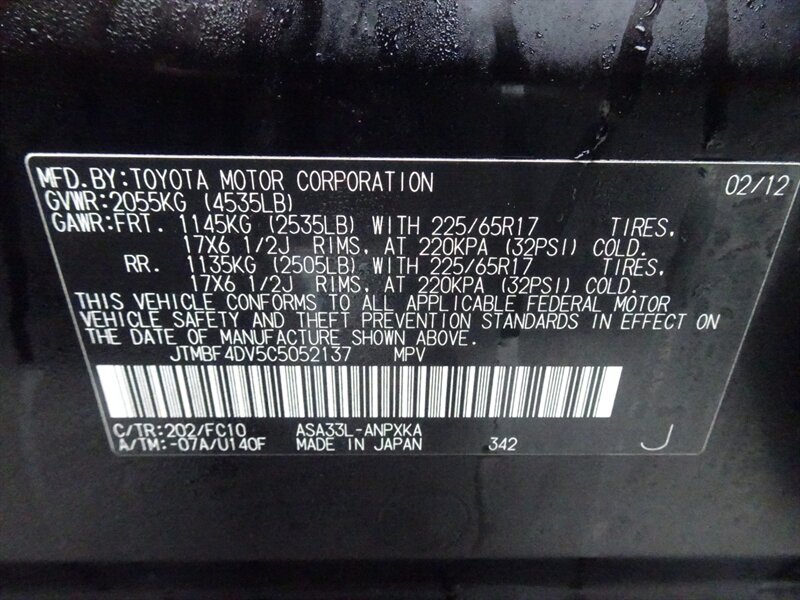 MFD.BY:TOYOTA MOTOR CORPORATION 02/12
GVWR:2055KG (4535LB)
GAWR:FRT. 1145KG (2535LB) WITH 225/65R17 TIRES,
17X6 1/2J RIMS, AT 220KPA (32PSI) COLD.
RR. 1135KG (2505LB) WITH 225/65R17 TIRES,
17X6 1/2J RIMS, AT 220KPA (32PSI) COLD.
THIS VEHICLE CONFORMS TO ALL APPLICABLE FEDERAL MOTOR
VEHICLE SAFETY AND THEFT PREVENTION STANDARDS IN EFFECT ON
THE DATE OF MANUFACTURE SHOWN ABOVE.
JTMBF4DV5C5052137 MPV
C/TR:202/FC10 ASA33L-ANPXKA
A/TM:-07A/U140F MADE IN JAPAN 342 J